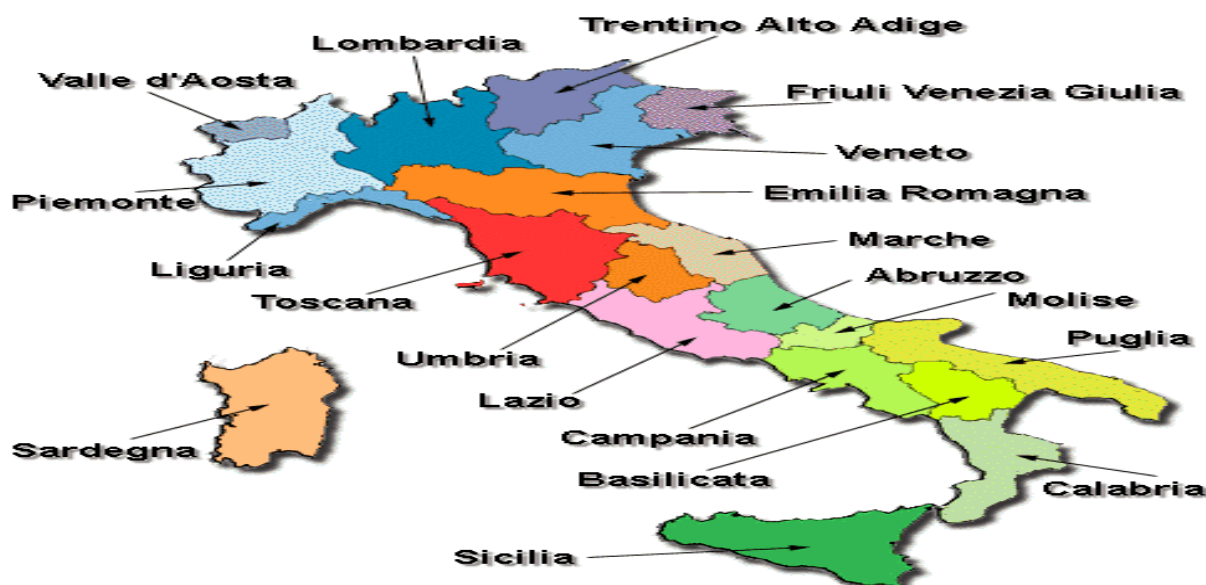 Trentino Alto Adige
Lombardia
Valle d'Aosta
Friuli Venezia Giulia
Veneto
Piemonte
Emilia Romagna
Marche
Liguria
Abruzzo
Toscana
Molise
Puglia
Umbria
Lazio
Campania
Sardegna
Basilicata
Calabria
Sicilia